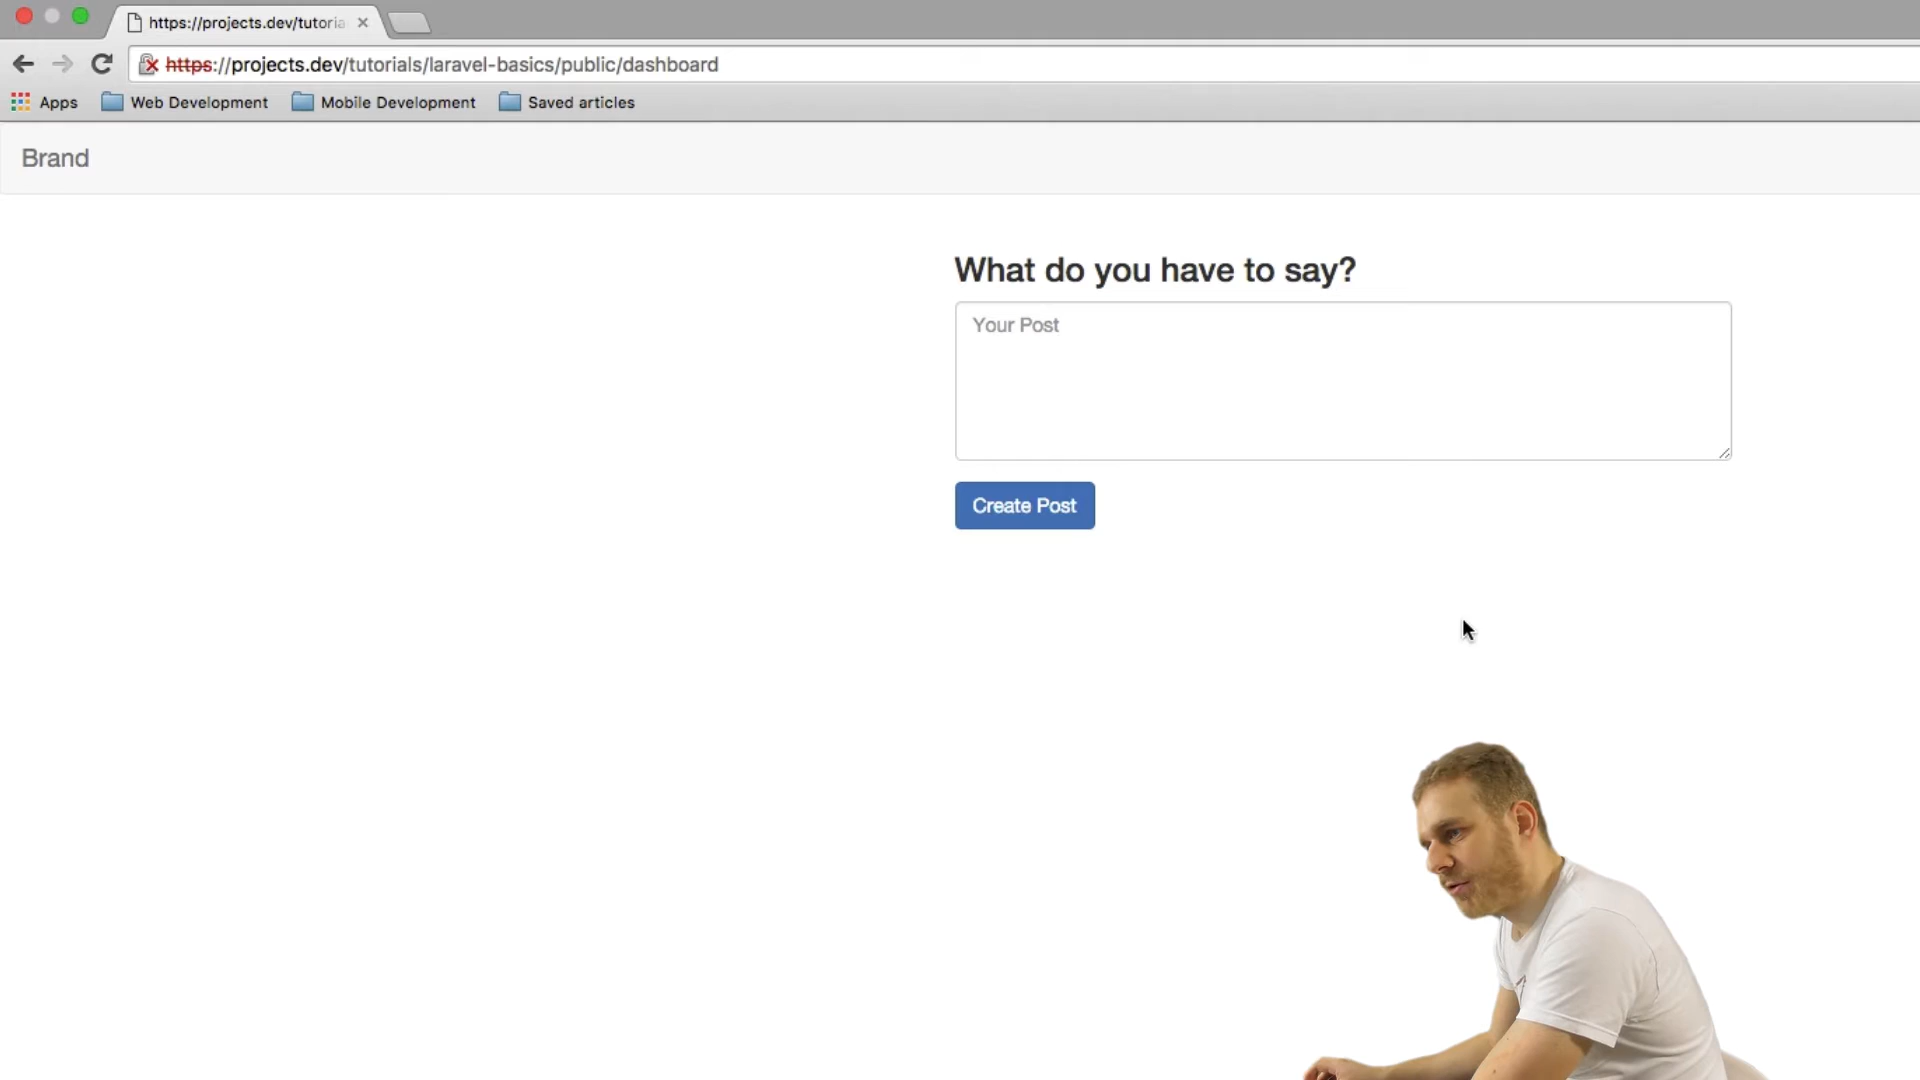 https://projects.dev/tutoria
https://projects.dev/tutorials/laravel-basics/public/dashboard
Apps Web Development Mobile Development Saved articles
Brand
What do you have to say?
Your Post
Create Post